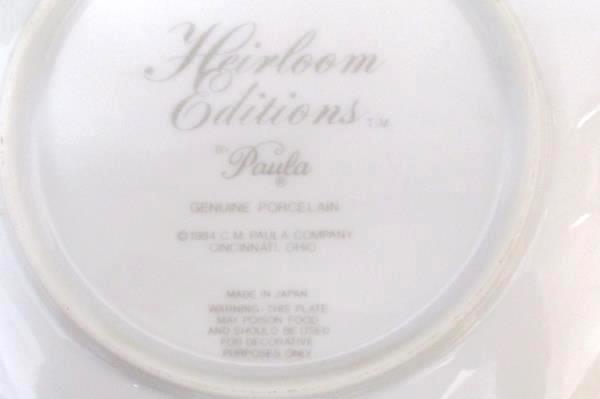 Heirloom
Editions T.M.
BY Paula ®
GENUINE PORCELAIN
© 1984 C.M. PAULA COMPANY
CINCINNATI, OHIO
MADE IN JAPAN
WARNING: THIS PLATE
MAY POISON FOOD
AND SHOULD BE USED
FOR DECORATIVE
PURPOSES ONLY